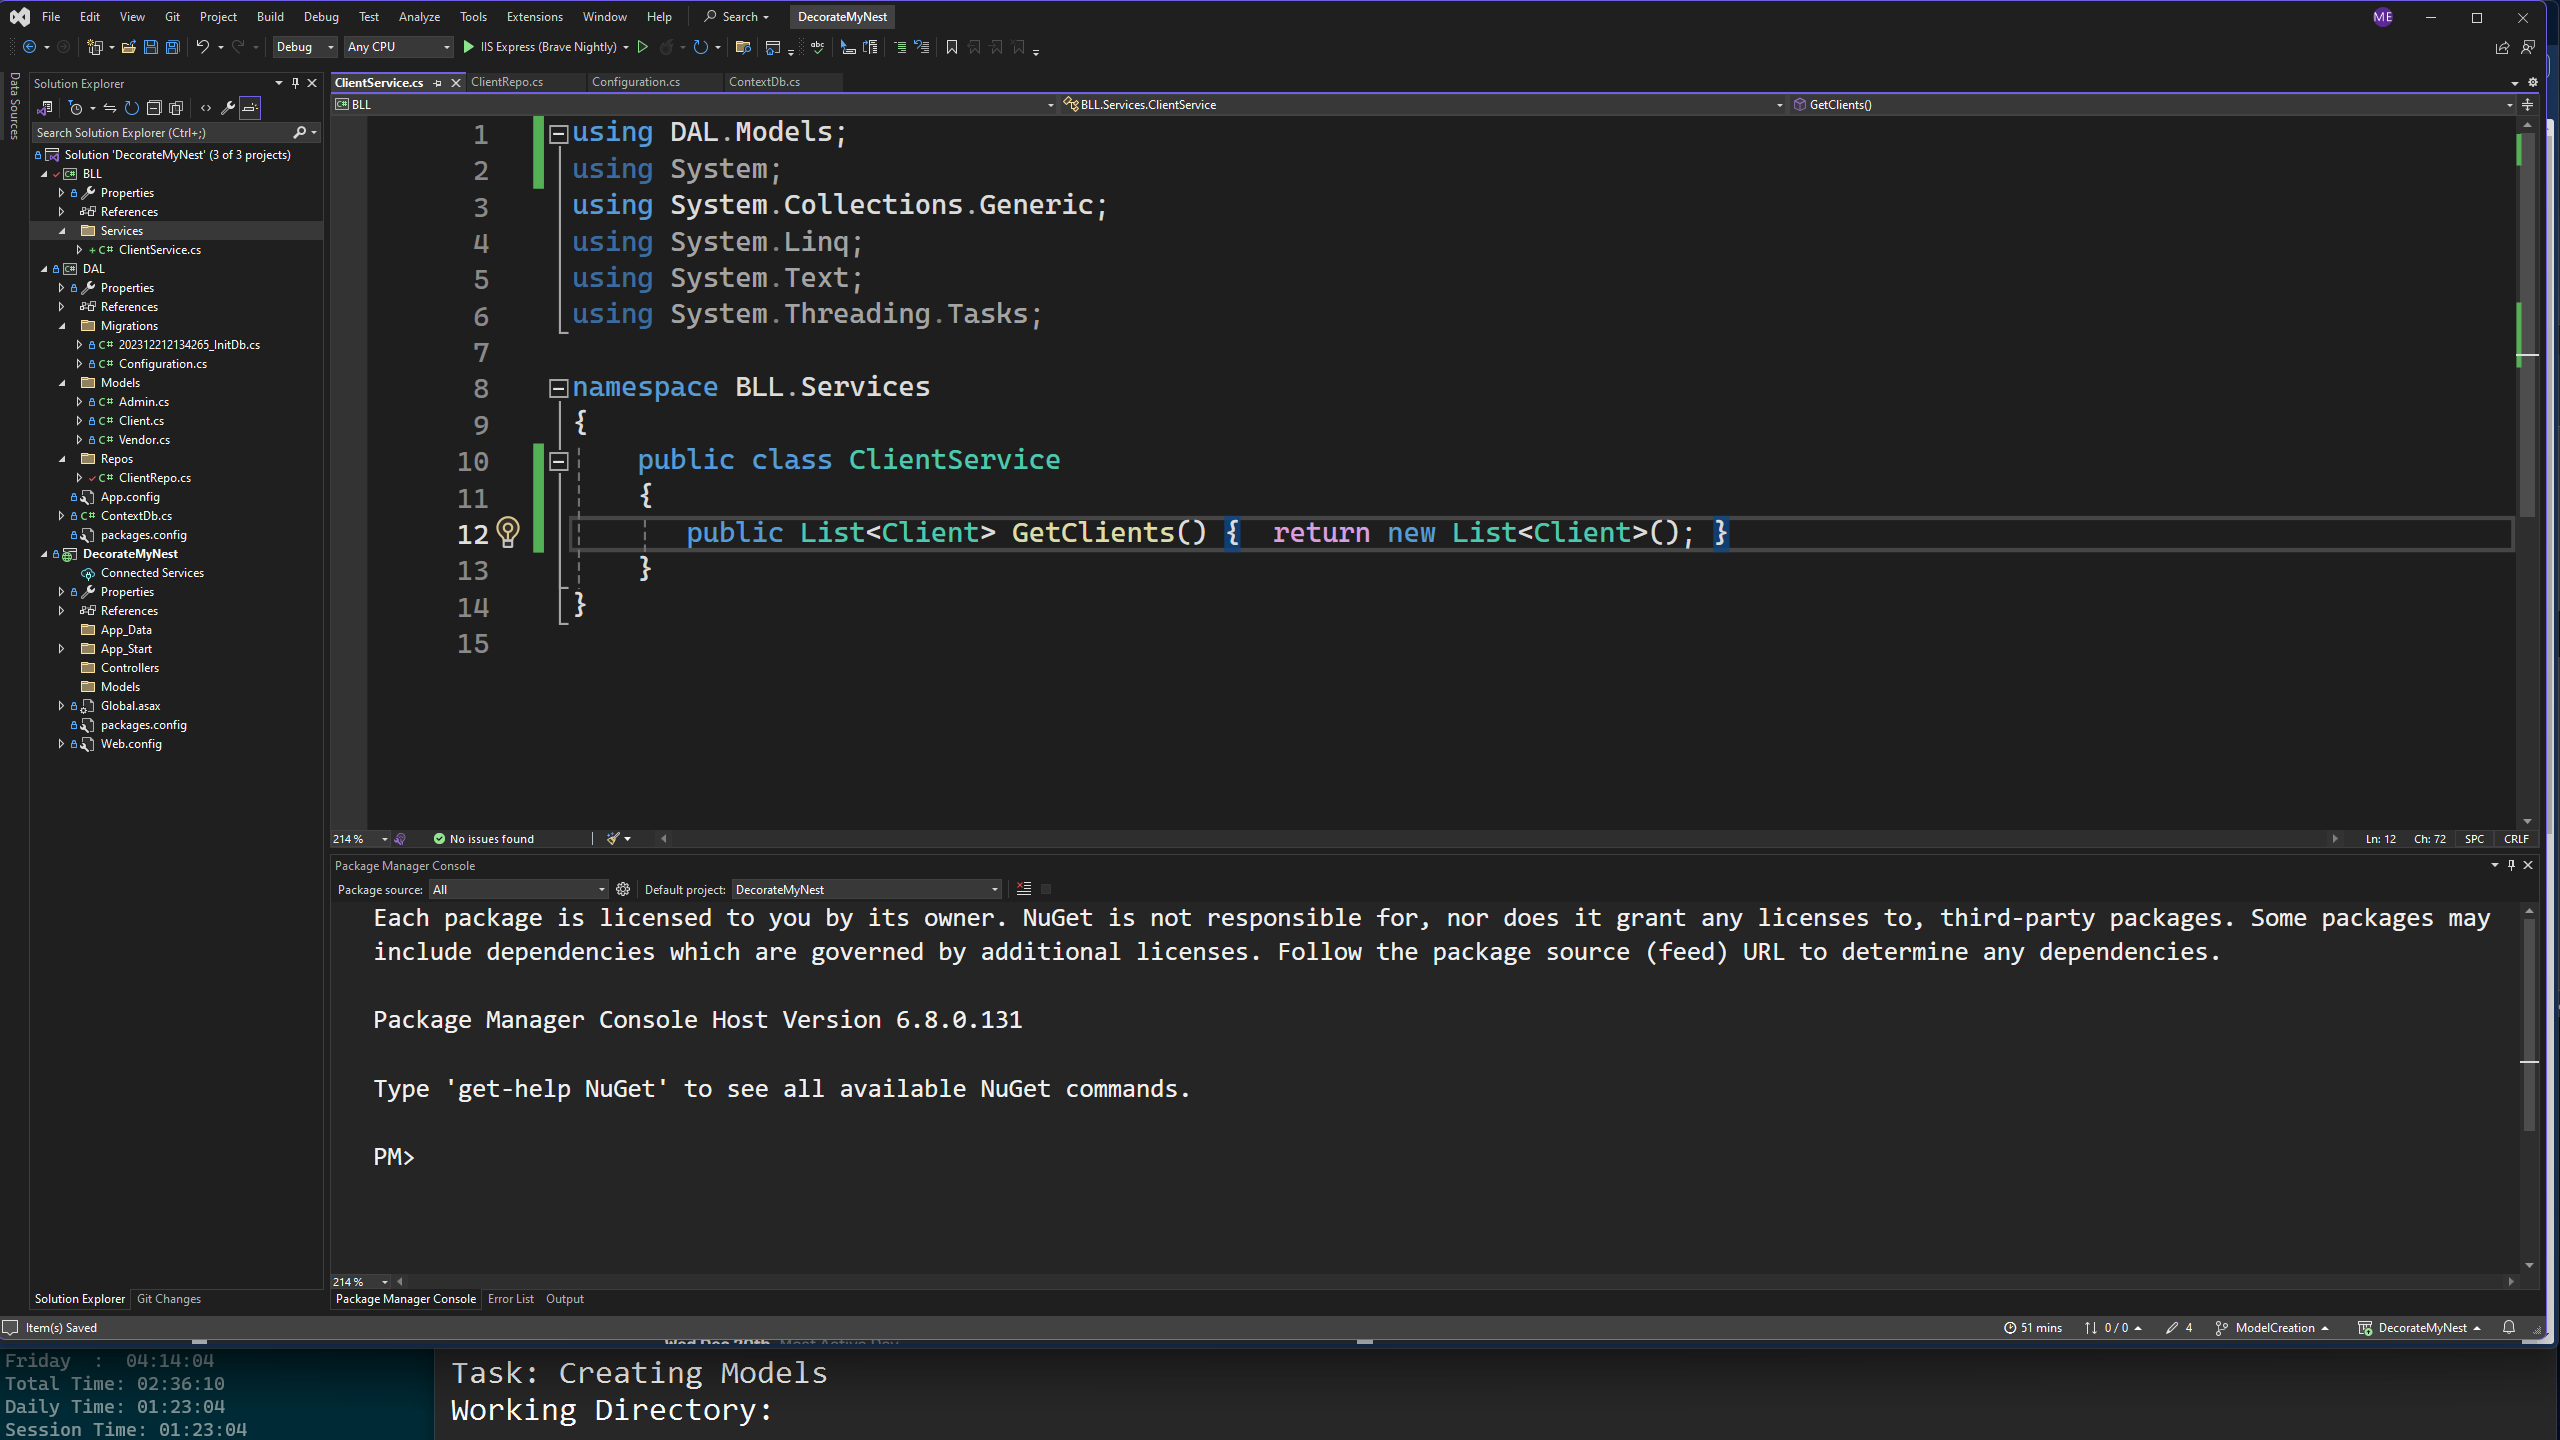 File Edit View Git Project Build Debug Test Analyze Tools Extensions Window Help Search DecorateMyNest ME
Debug Any CPU IIS Express (Brave Nightly)
Data Sources
Solution Explorer
Search Solution Explorer (Ctrl+;)
Solution 'DecorateMyNest' (3 of 3 projects)
BLL
Properties
References
Services
C# ClientService.cs
DAL
Properties
References
Migrations
C# 202312212134265_InitDb.cs
C# Configuration.cs
Models
C# Admin.cs
C# Client.cs
C# Vendor.cs
Repos
C# ClientRepo.cs
App.config
C# ContextDb.cs
packages.config
DecorateMyNest
Connected Services
Properties
References
App_Data
App_Start
Controllers
Models
Global.asax
packages.config
Web.config
Solution Explorer Git Changes
ClientService.cs ClientRepo.cs Configuration.cs ContextDb.cs
BLL BLL.Services.ClientService GetClients()
1 using DAL.Models;
2 using System;
3 using System.Collections.Generic;
4 using System.Linq;
5 using System.Text;
6 using System.Threading.Tasks;
7
8 namespace BLL.Services
9 {
10 public class ClientService
11 {
12 public List<Client> GetClients() { return new List<Client>(); }
13 }
14 }
15
214 % No issues found Ln: 12 Ch: 72 SPC CRLF
Package Manager Console
Package source: All Default project: DecorateMyNest
Each package is licensed to you by its owner. NuGet is not responsible for, nor does it grant any licenses to, third-party packages. Some packages may
include dependencies which are governed by additional licenses. Follow the package source (feed) URL to determine any dependencies.
Package Manager Console Host Version 6.8.0.131
Type 'get-help NuGet' to see all available NuGet commands.
PM>
214 %
Package Manager Console Error List Output
Item(s) Saved 51 mins 0 / 0 4 ModelCreation DecorateMyNest
Friday : 04:14:04
Total Time: 02:36:10
Daily Time: 01:23:04
Session Time: 01:23:04
Task: Creating Models
Working Directory: